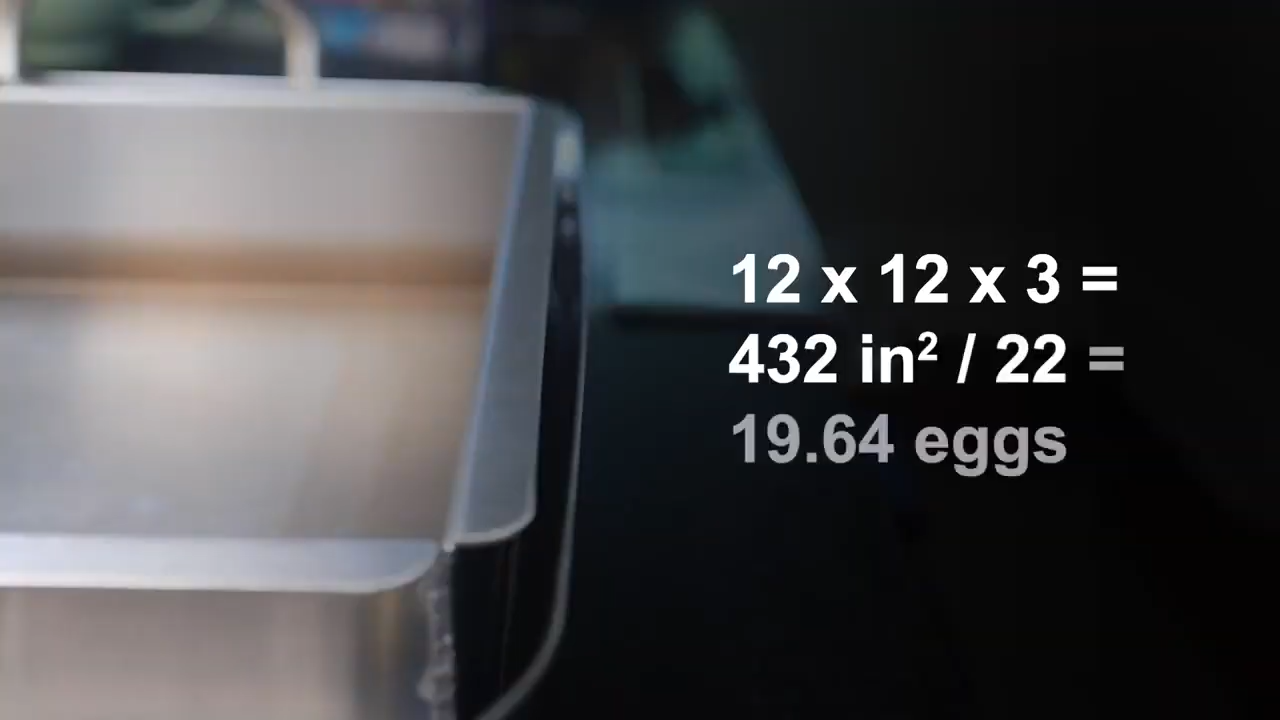 12 x 12 x 3 =
432 in² / 22 =
19.64 eggs